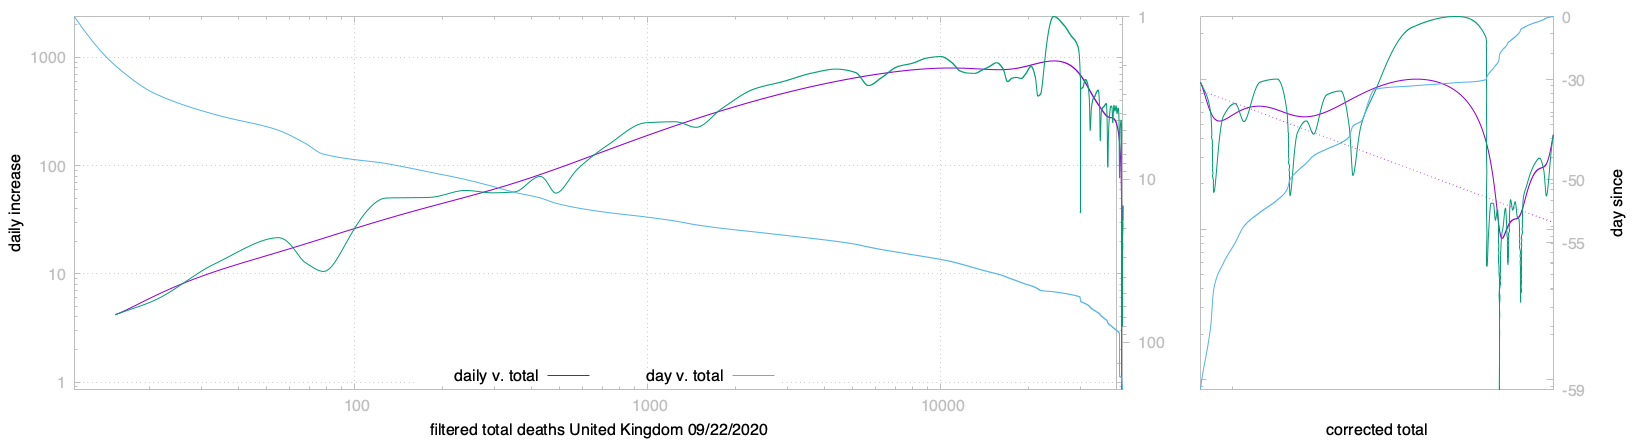 1000
100
10
1
daily increase
100
1000
10000
1
10
100
daily v. total
day v. total
filtered total deaths United Kingdom 09/22/2020
0
-30
-50
-55
-59
day since
corrected total